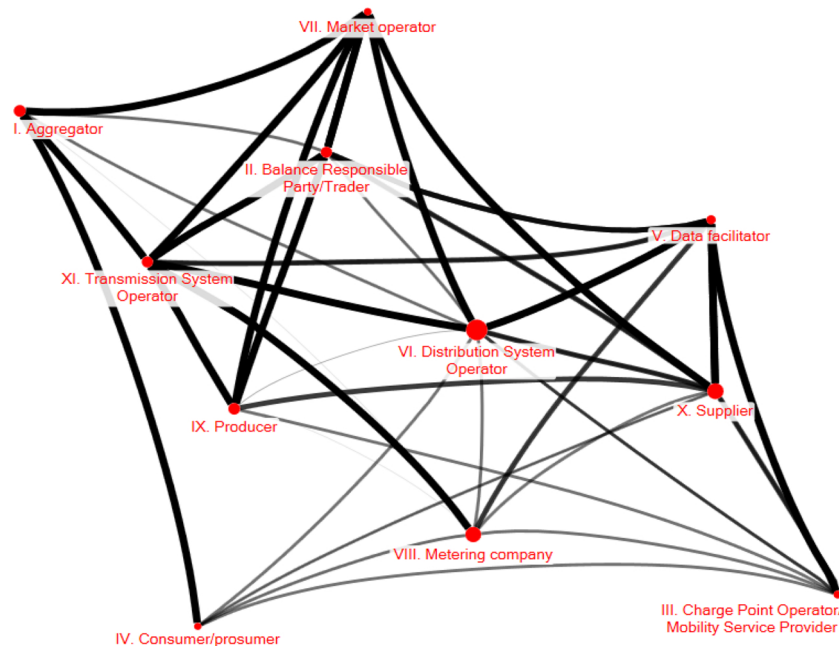 VII. Market operator
I. Aggregator
II. Balance Responsible
Party/Trader
V. Data facilitator
XI. Transmission System
Operator
VI. Distribution System
Operator
X. Supplier
IX. Producer
VIII. Metering company
III. Charge Point Operator/
Mobility Service Provider
IV. Consumer/prosumer